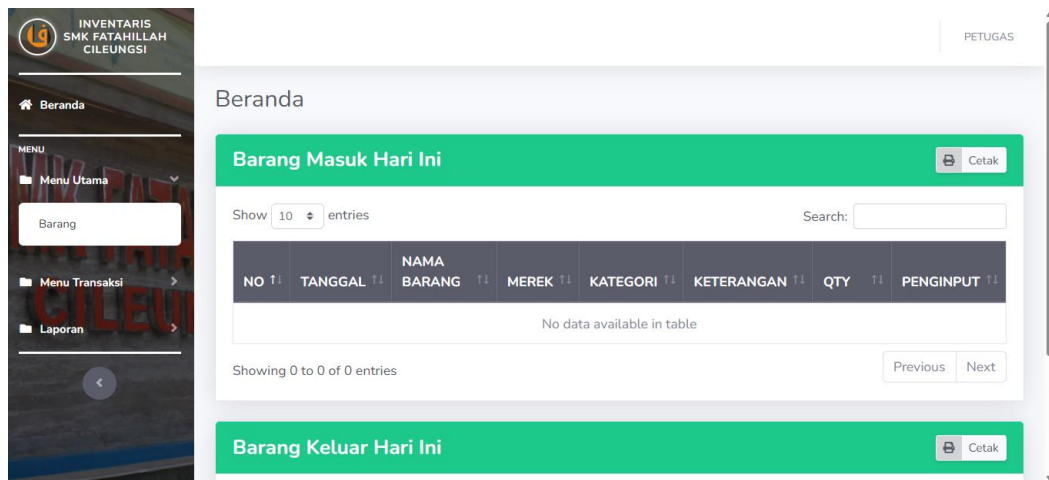 INVENTARIS
SMK FATAHILLAH
CILEUNGSI
PETUGAS
Beranda
MENU
Menu Utama
Barang
Menu Transaksi
Laporan
Beranda
Barang Masuk Hari Ini
Cetak
Show 10 entries
Search:
NO TANGGAL NAMA BARANG MEREK KATEGORI KETERANGAN QTY PENGINPUT
No data available in table
Showing 0 to 0 of 0 entries
Previous Next
Barang Keluar Hari Ini
Cetak